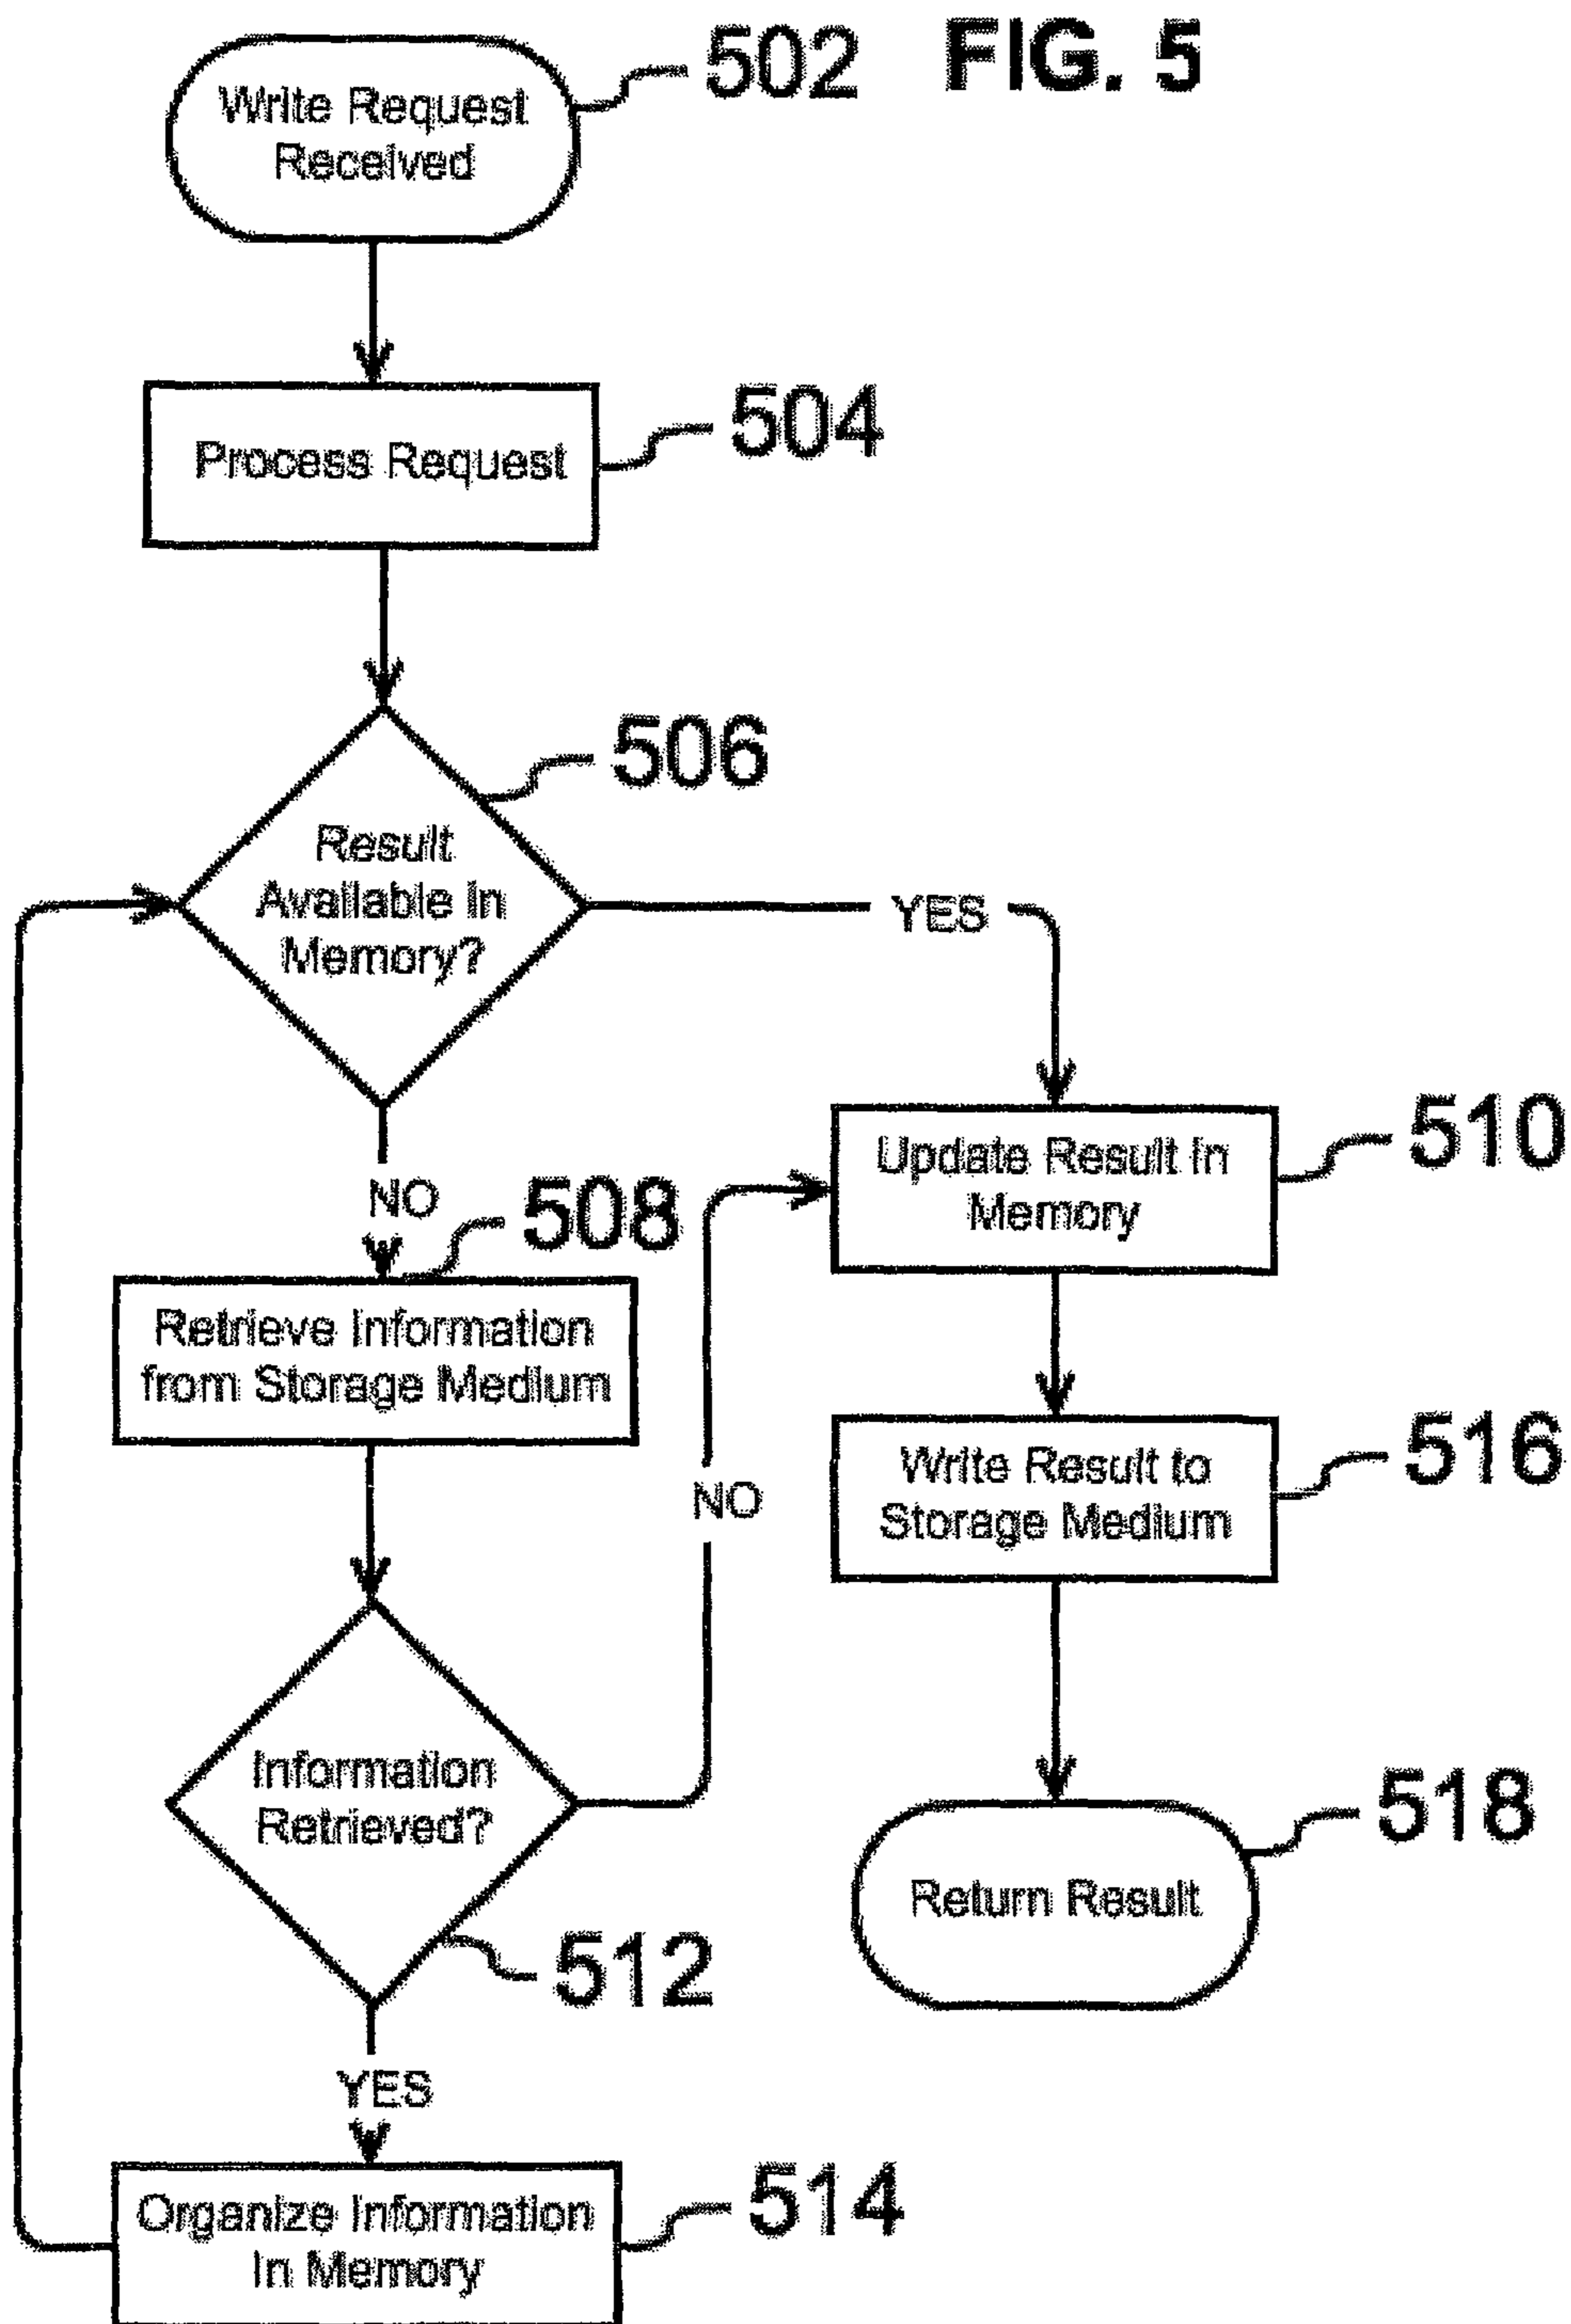 502 FIG. 5
Write Request
Received
504
Process Request
506
Result
Available In
Memory?
YES
NO
508
510
Update Result In
Memory
Retrieve Information
from Storage Medium
NO
516
Write Result to
Storage Medium
Information
Retrieved?
512
518
Return Result
YES
514
Organize Information
In Memory